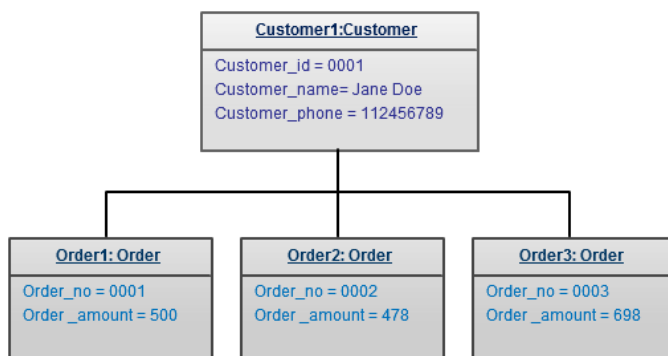 Customer1:Customer
Customer_id = 0001
Customer_name= Jane Doe
Customer_phone = 112456789
Order1: Order
Order_no = 0001
Order _amount = 500
Order2: Order
Order_no = 0002
Order _amount = 478
Order3: Order
Order_no = 0003
Order _amount = 698